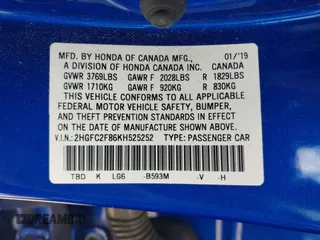 MFD. BY HONDA OF CANADA MFG., 01/'19
A DIVISION OF HONDA CANADA INC. CANADA
GVWR 3769LBS GAWR F 2028LBS R 1829LBS
GVWR 1710KG GAWR F 920KG R 830KG
THIS VEHICLE CONFORMS TO ALL APPLICABLE
FEDERAL MOTOR VEHICLE SAFETY, BUMPER,
AND THEFT PREVENTION STANDARDS IN EFFECT
ON THE DATE OF MANUFACTURE SHOWN ABOVE.
V.I.N.: 2HGFC2F86KH525252 TYPE: PASSENGER CAR
TBD K LG6 -B593M -V -H